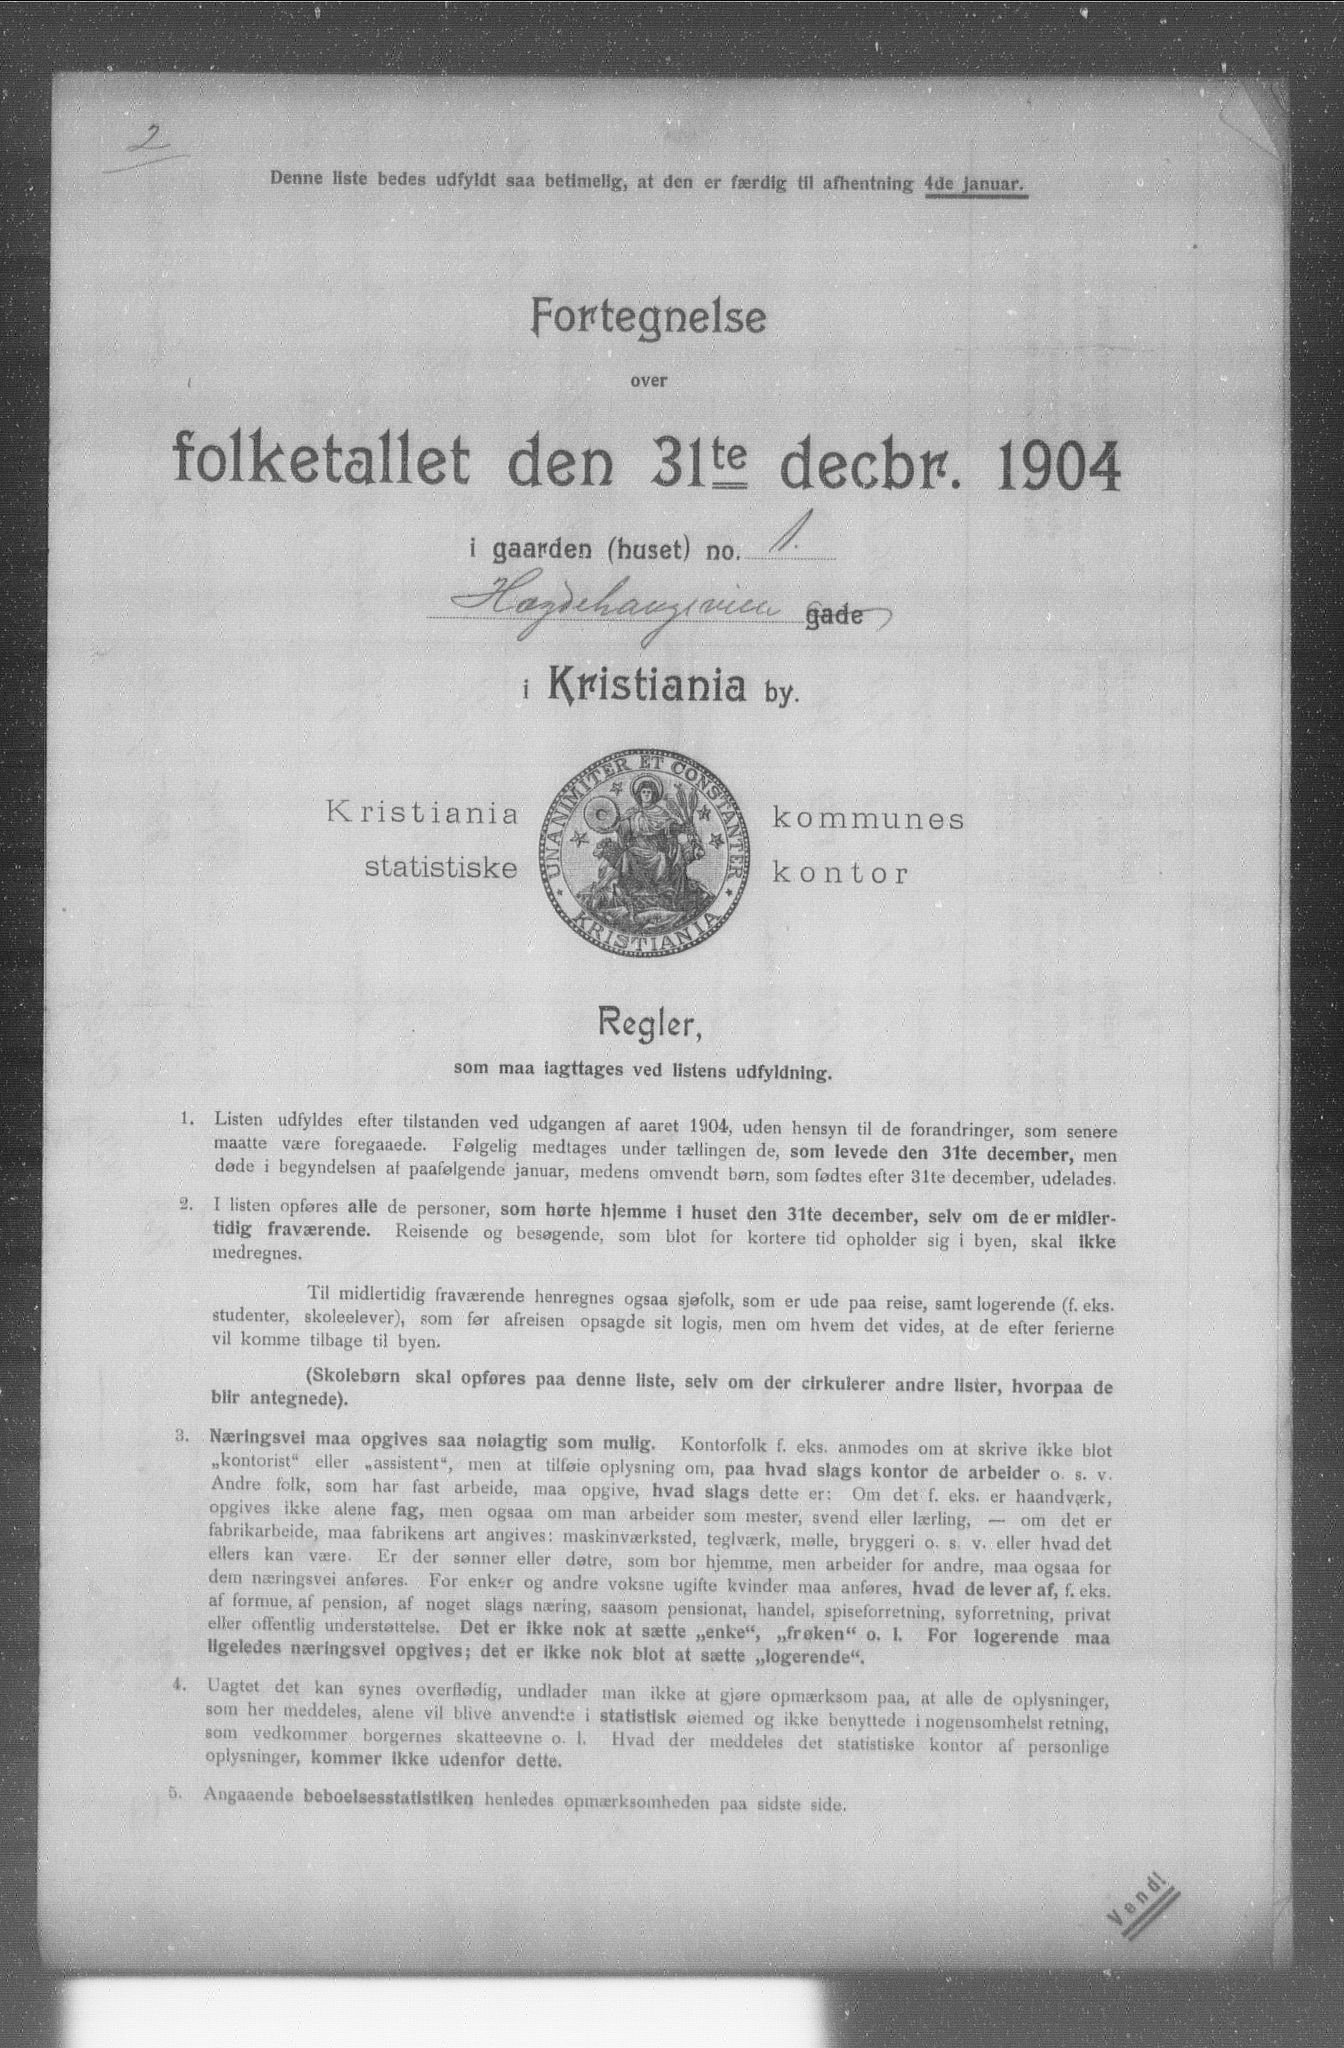 2
Denne liste bedes udfyldt saa betimelig, at den er færdig til afhentning 4de januar.
Fortegnelse
over
folketallet den 31te decbr. 1904
i gaarden (huset) no. 1.
gade
i Kristiania by.
Kristiania kommunes
statistiske kontor
UNANIMITER ET CONSTANTER
KRISTIANIA
Regler,
som maa iagttages ved listens udfyldning.
1. Listen udfyldes efter tilstanden ved udgangen af aaret 1904, uden hensyn til de forandringer, som senere
maatte være foregaaede. Følgelig medtages under tællingen de, som levede den 31te december, men
døde i begyndelsen af paafølgende januar, medens omvendt børn, som fødtes efter 31te december, udelades.
2. I listen opføres alle de personer, som hørte hjemme i huset den 31te december, selv om de er midler-
tidig fraværende. Reisende og besøgende, som blot for kortere tid opholder sig i byen, skal ikke
medregnes.
Til midlertidig fraværende henregnes ogsaa sjøfolk, som er ude paa reise, samt logerende (f. eks.
studenter, skoleelever), som før afreisen opsagde sit logis, men om hvem det vides, at de efter ferierne
vil komme tilbage til byen.
(Skolebørn skal opføres paa denne liste, selv om der cirkulerer andre lister, hvorpaa de
blir antegnede).
3. Næringsvei maa opgives saa nøiagtig som mulig. Kontorfolk f. eks. anmodes om at skrive ikke blot
„kontorist“ eller „assistent“, men at tilføie oplysning om, paa hvad slags kontor de arbeider o. s. v.
Andre folk, som har fast arbeide, maa opgive, hvad slags dette er: Om det f. eks. er haandværk,
opgives ikke alene fag, men ogsaa om man arbeider som mester, svend eller lærling, — om det er
fabrikarbeide, maa fabrikens art angives: maskinværksted, teglværk, mølle, bryggeri o. s. v. eller hvad det
ellers kan være. Er der sønner eller døtre, som bor hjemme, men arbeider for andre, maa ogsaa for
dem næringsvei anføres. For enker og andre voksne ugifte kvinder maa anføres, hvad de lever af, f. eks.
af formue, af pension, af noget slags næring, saasom pensionat, handel, spiseforretning, syforretning, privat
eller offentlig understøttelse. Det er ikke nok at sætte „enke“, „frøken“ o. l. For logerende maa
ligeledes næringsvei opgives; det er ikke nok blot at sætte „logerende“.
4. Uagtet det kan synes overflødig, undlader man ikke at gjøre opmærksom paa, at alle de oplysninger,
som her meddeles, alene vil blive anvendte i statistisk øiemed og ikke benyttede i nogensomhelst retning,
som vedkommer borgernes skatteevne o. l. Hvad der meddeles det statistiske kontor af personlige
oplysninger, kommer ikke udenfor dette.
5. Angaaende beboelsesstatistiken henledes opmærksomheden paa sidste side.
Vend!